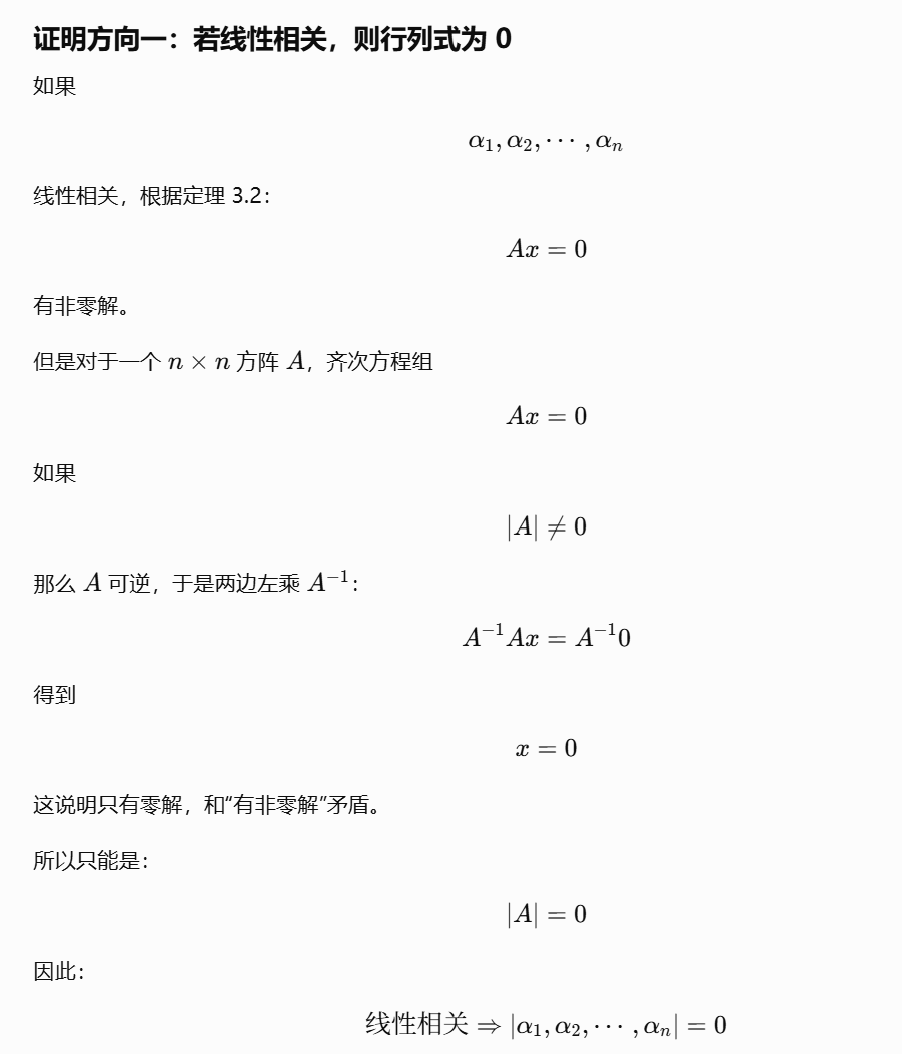 证明方向一：若线性相关，则行列式为 0
如果
α₁, α₂, ⋯ , αₙ
线性相关，根据定理 3.2：
Ax = 0
有非零解。
但是对于一个 n × n 方阵 A，齐次方程组
Ax = 0
如果
|A| ≠ 0
那么 A 可逆，于是两边左乘 A⁻¹：
A⁻¹Ax = A⁻¹0
得到
x = 0
这说明只有零解，和“有非零解”矛盾。
所以只能是：
|A| = 0
因此：
线性相关 ⇒ |α₁, α₂, ⋯ , αₙ| = 0